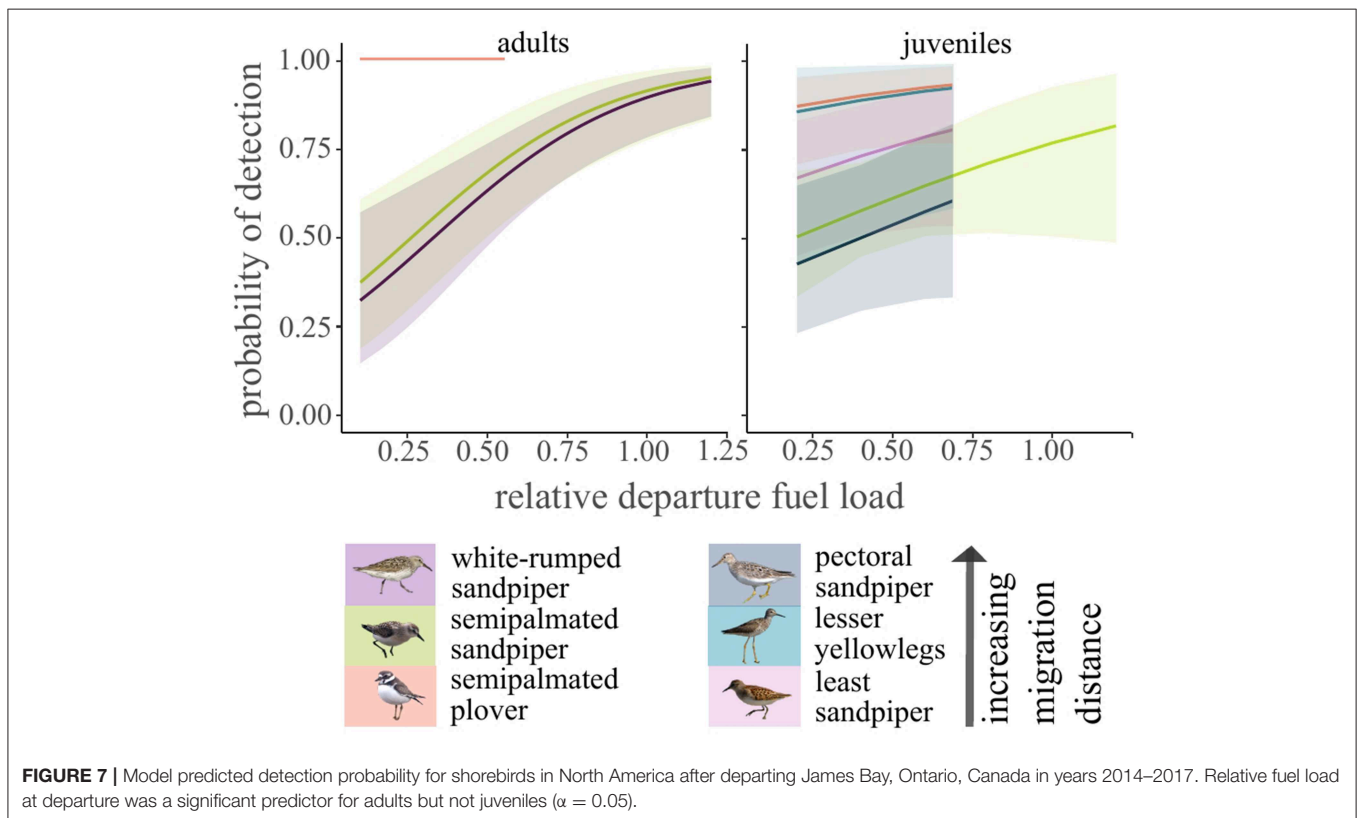 adults
juveniles
probability of detection
1.00
0.75
0.50
0.25
0.00
0.25 0.50 0.75 1.00 1.25
0.25 0.50 0.75 1.00
relative departure fuel load
white-rumped
sandpiper
semipalmated
sandpiper
semipalmated
plover
pectoral
sandpiper
lesser
yellowlegs
least
sandpiper
increasing
migration
distance
FIGURE 7 | Model predicted detection probability for shorebirds in North America after departing James Bay, Ontario, Canada in years 2014–2017. Relative fuel load
at departure was a significant predictor for adults but not juveniles (α = 0.05).